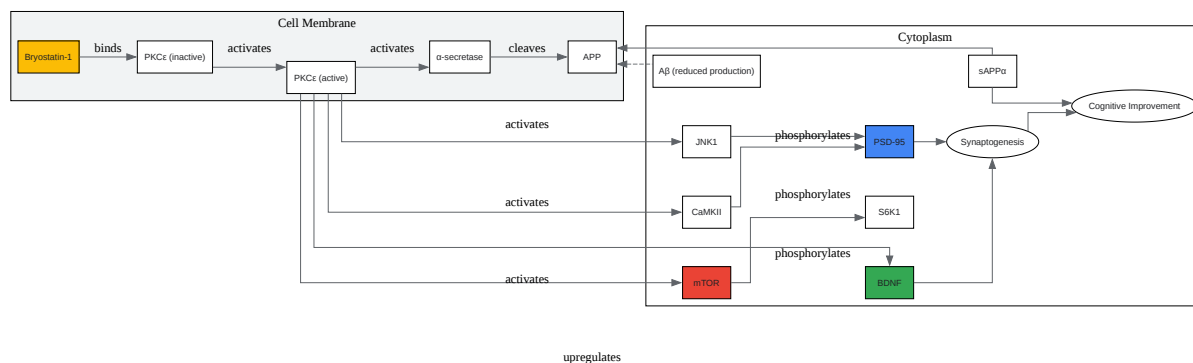 Cell Membrane
Bryostatin-1
binds
PKCε (inactive)
activates
PKCε (active)
activates
α-secretase
cleaves
APP
Cytoplasm
Aβ (reduced production)
sAPPα
Cognitive Improvement
activates
JNK1
phosphorylates
PSD-95
Synaptogenesis
activates
CaMKII
phosphorylates
S6K1
activates
mTOR
phosphorylates
BDNF
upregulates